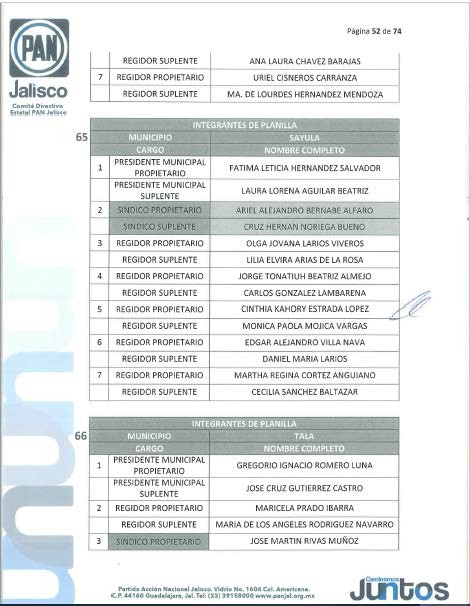 Página 52 de 74
PAN
Jalisco
Comité Directivo
Estatal PAN Jalisco
REGIDOR SUPLENTE ANA LAURA CHAVEZ BARAJAS
7 REGIDOR PROPIETARIO URIEL CISNEROS CARRANZA
REGIDOR SUPLENTE MA. DE LOURDES HERNANDEZ MENDOZA
INTEGRANTES DE PLANILLA
65 MUNICIPIO SAYULA
CARGO NOMBRE COMPLETO
1 PRESIDENTE MUNICIPAL
PROPIETARIO FATIMA LETICIA HERNANDEZ SALVADOR
PRESIDENTE MUNICIPAL
SUPLENTE LAURA LORENA AGUILAR BEATRIZ
2 SINDICO PROPIETARIO ARIEL ALEJANDRO BERNABE ALFARO
SINDICO SUPLENTE CRUZ HERNAN NORIEGA BUENO
3 REGIDOR PROPIETARIO OLGA JOVANA LARIOS VIVEROS
REGIDOR SUPLENTE LILIA ELVIRA ARIAS DE LA ROSA
4 REGIDOR PROPIETARIO JORGE TONATIUH BEATRIZ ALMEJO
REGIDOR SUPLENTE CARLOS GONZALEZ LAMBARENA
5 REGIDOR PROPIETARIO CINTHIA KAHORY ESTRADA LOPEZ
REGIDOR SUPLENTE MONICA PAOLA MOJICA VARGAS
6 REGIDOR PROPIETARIO EDGAR ALEJANDRO VILLA NAVA
REGIDOR SUPLENTE DANIEL MARIA LARIOS
7 REGIDOR PROPIETARIO MARTHA REGINA CORTEZ ANGUIANO
REGIDOR SUPLENTE CECILIA SANCHEZ BALTAZAR
INTEGRANTES DE PLANILLA
66 MUNICIPIO TALA
CARGO NOMBRE COMPLETO
1 PRESIDENTE MUNICIPAL
PROPIETARIO GREGORIO IGNACIO ROMERO LUNA
PRESIDENTE MUNICIPAL
SUPLENTE JOSE CRUZ GUTIERREZ CASTRO
2 REGIDOR PROPIETARIO MARICELA PRADO IBARRA
REGIDOR SUPLENTE MARIA DE LOS ANGELES RODRIGUEZ NAVARRO
3 SINDICO PROPIETARIO JOSE MARTIN RIVAS MUÑOZ
Partido Acción Nacional Jalisco. Vidrio No. 1604 Col. Americana.
C.P. 44160 Guadalajara, Jal. Tel: (33) 39158000 www.panjal.org.mx
Caminemos
Juntos